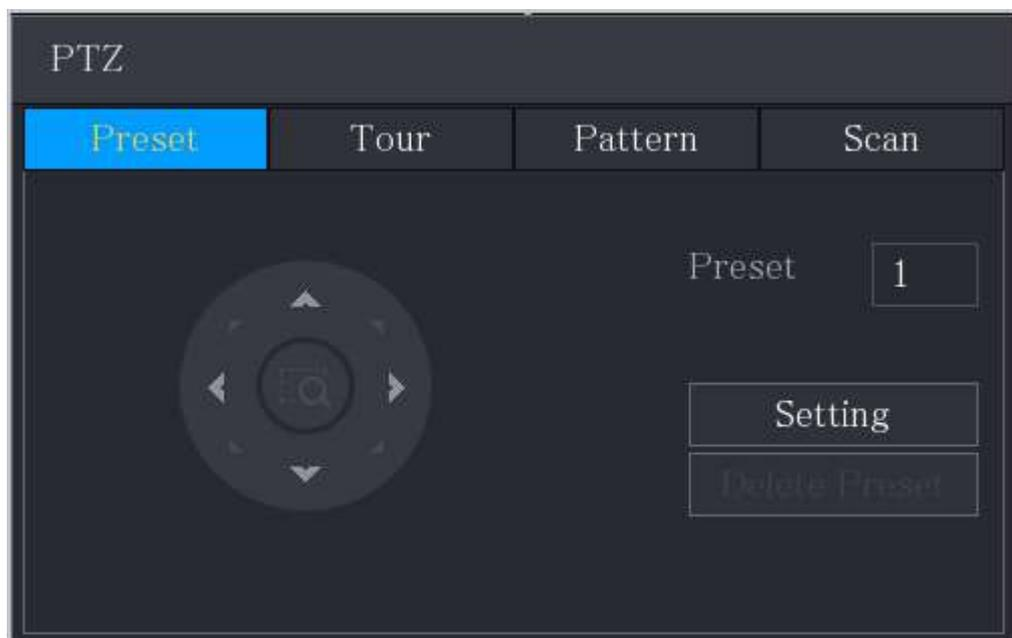 PTZ
Preset Tour Pattern Scan
Preset 1
Setting
Delete Preset